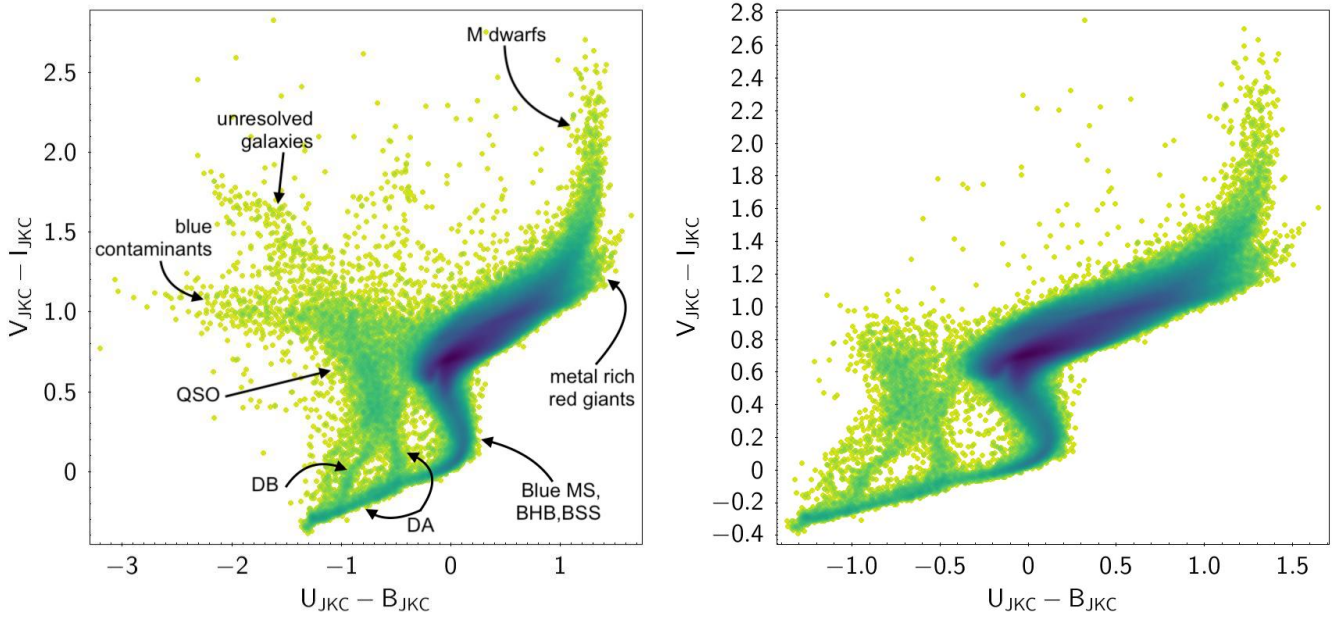 M dwarfs
unresolved
galaxies
blue
contaminants
QSO
DB
DA
metal rich
red giants
Blue MS,
BHB,BSS
2.5
2.0
1.5
1.0
0.5
0
V_JKC − I_JKC
−3
−2
−1
0
1
U_JKC − B_JKC
2.8
2.6
2.4
2.2
2.0
1.8
1.6
1.4
1.2
1.0
0.8
0.6
0.4
0.2
0
−0.2
−0.4
V_JKC − I_JKC
−1.0
−0.5
0
0.5
1.0
1.5
U_JKC − B_JKC